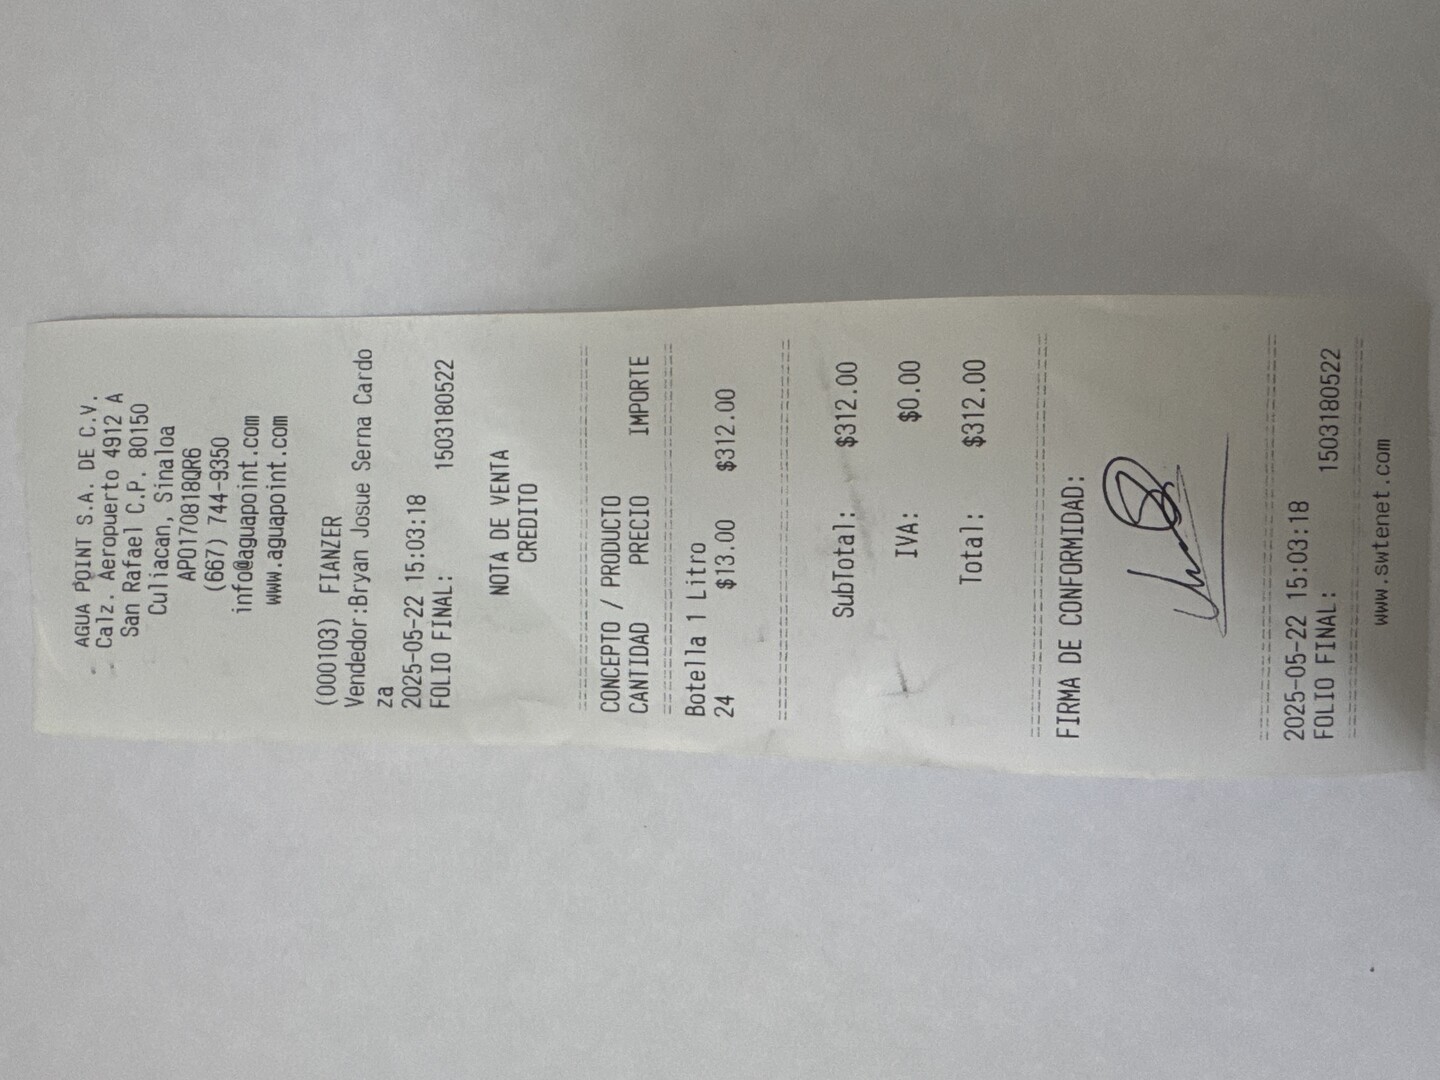 AGUA POINT S.A. DE C.V.
Calz. Aeropuerto 4912 A
San Rafael C.P. 80150
Culiacan, Sinaloa
APO170818QR6
(667) 744-9350
info@aguapoint.com
www.aguapoint.com
(000103) FIANZER
Vendedor:Bryan Josue Serna Cardo
za
2025-05-22 15:03:18
FOLIO FINAL: 1503180522
NOTA DE VENTA
CREDITO
CONCEPTO / PRODUCTO
CANTIDAD PRECIO IMPORTE
Botella 1 Litro
24 $13.00 $312.00
SubTotal: $312.00
IVA: $0.00
Total: $312.00
FIRMA DE CONFORMIDAD:
2025-05-22 15:03:18
FOLIO FINAL: 1503180522
www.swtenet.com